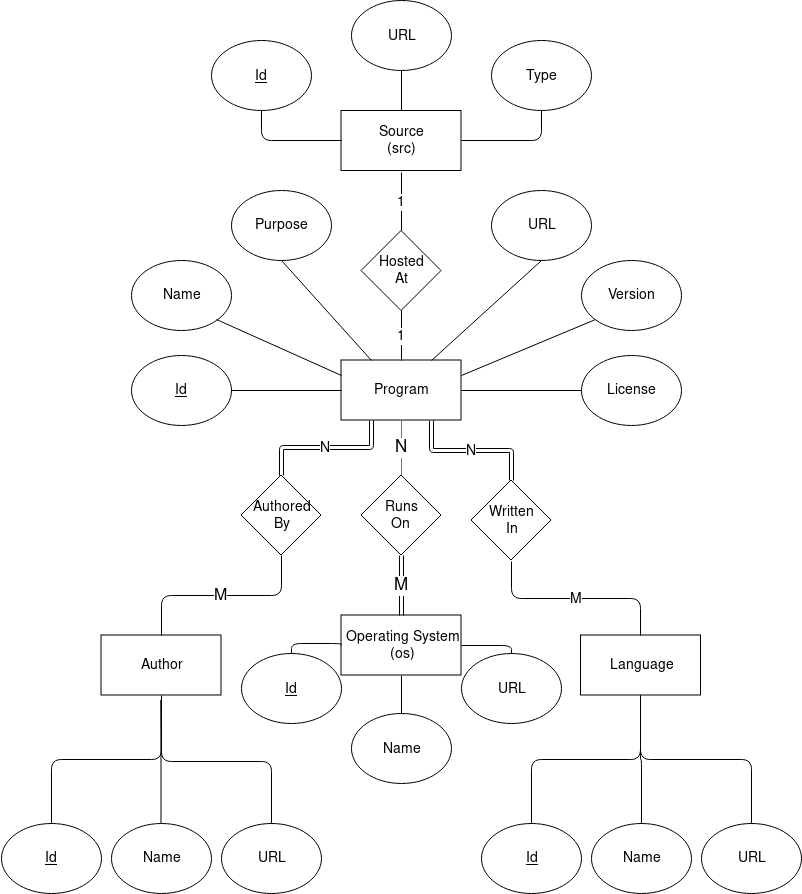 URL
Id
Type
Source
(src)
1
Purpose
URL
Hosted
At
Name
Version
1
Id
Program
License
N
N
N
Authored
By
Runs
On
Written
In
M
M
M
Operating System
(os)
Author
Language
Id
URL
Name
Id
Name
URL
Id
Name
URL